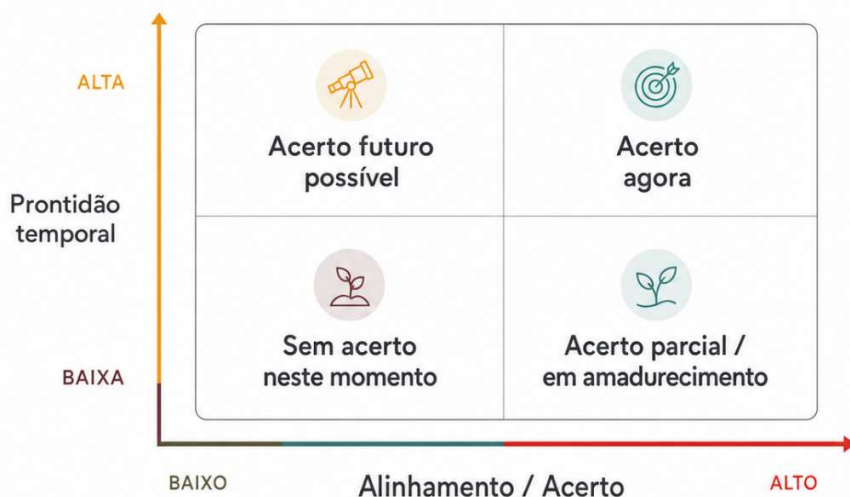 ALTA
Acerto futuro
possível
Acerto
agora
Prontidão
temporal
Sem acerto
neste momento
Acerto parcial /
em amadurecimento
BAIXA
BAIXO
Alinhamento / Acerto
ALTO